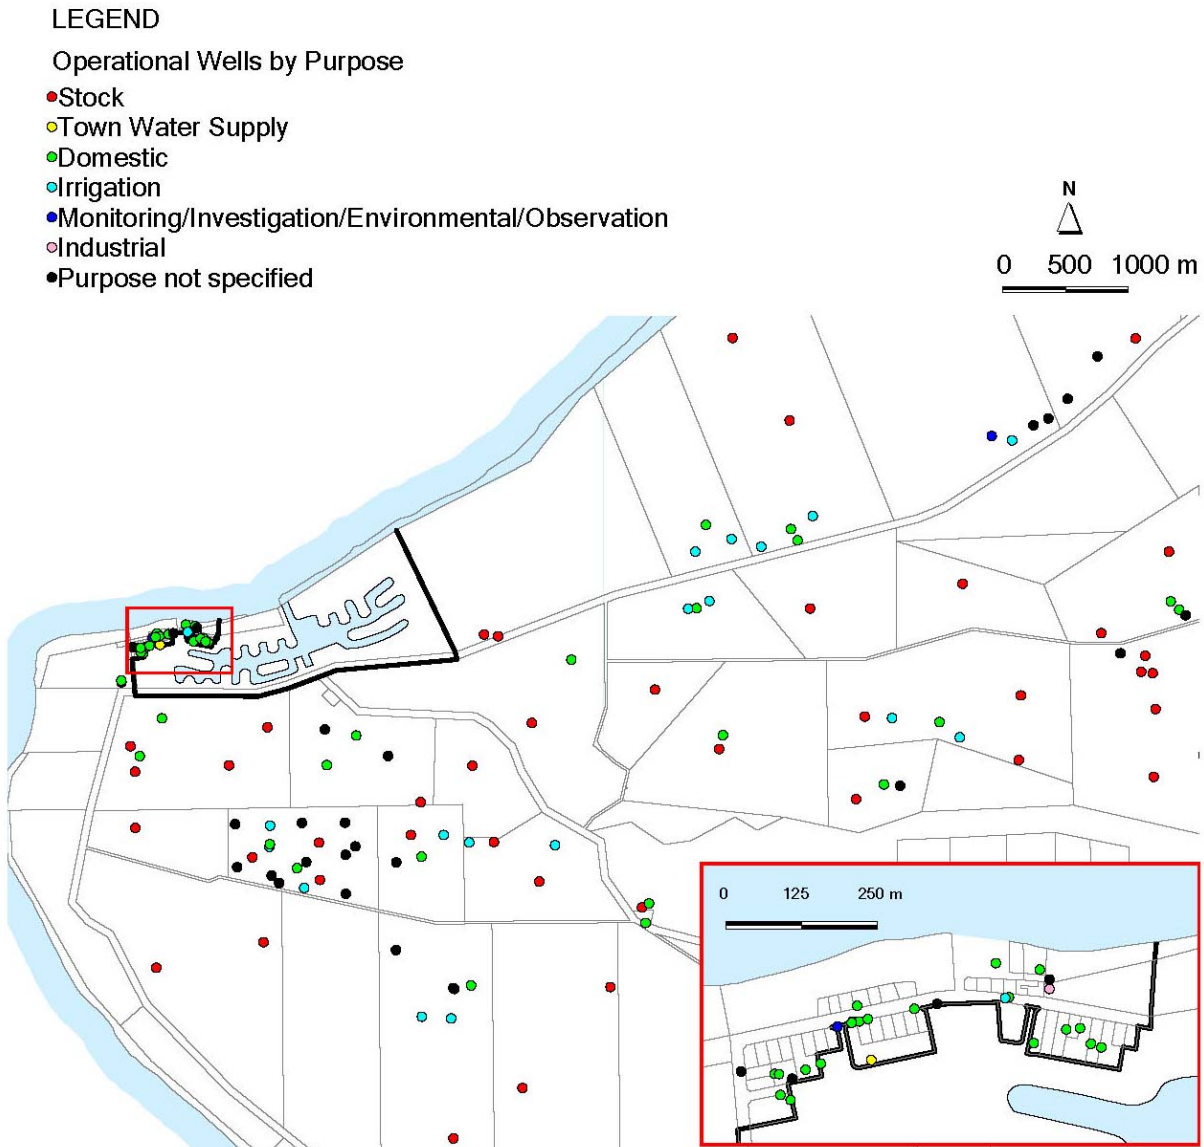 LEGEND
Operational Wells by Purpose
Stock
Town Water Supply
Domestic
Irrigation
Monitoring/Investigation/Environmental/Observation
Industrial
Purpose not specified
N
0 500 1000 m
0 125 250 m